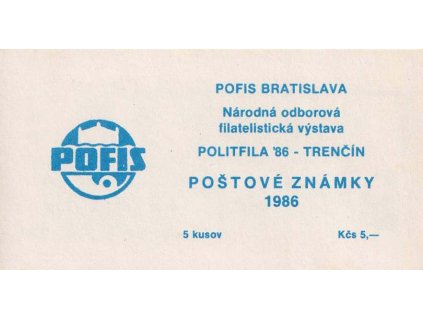 POFIS
POFIS BRATISLAVA
Národná odborová
filatelistická výstava
POLITFILA '86 - TRENČÍN
POŠTOVÉ ZNÁMKY
1986
5 kusov Kčs 5,—